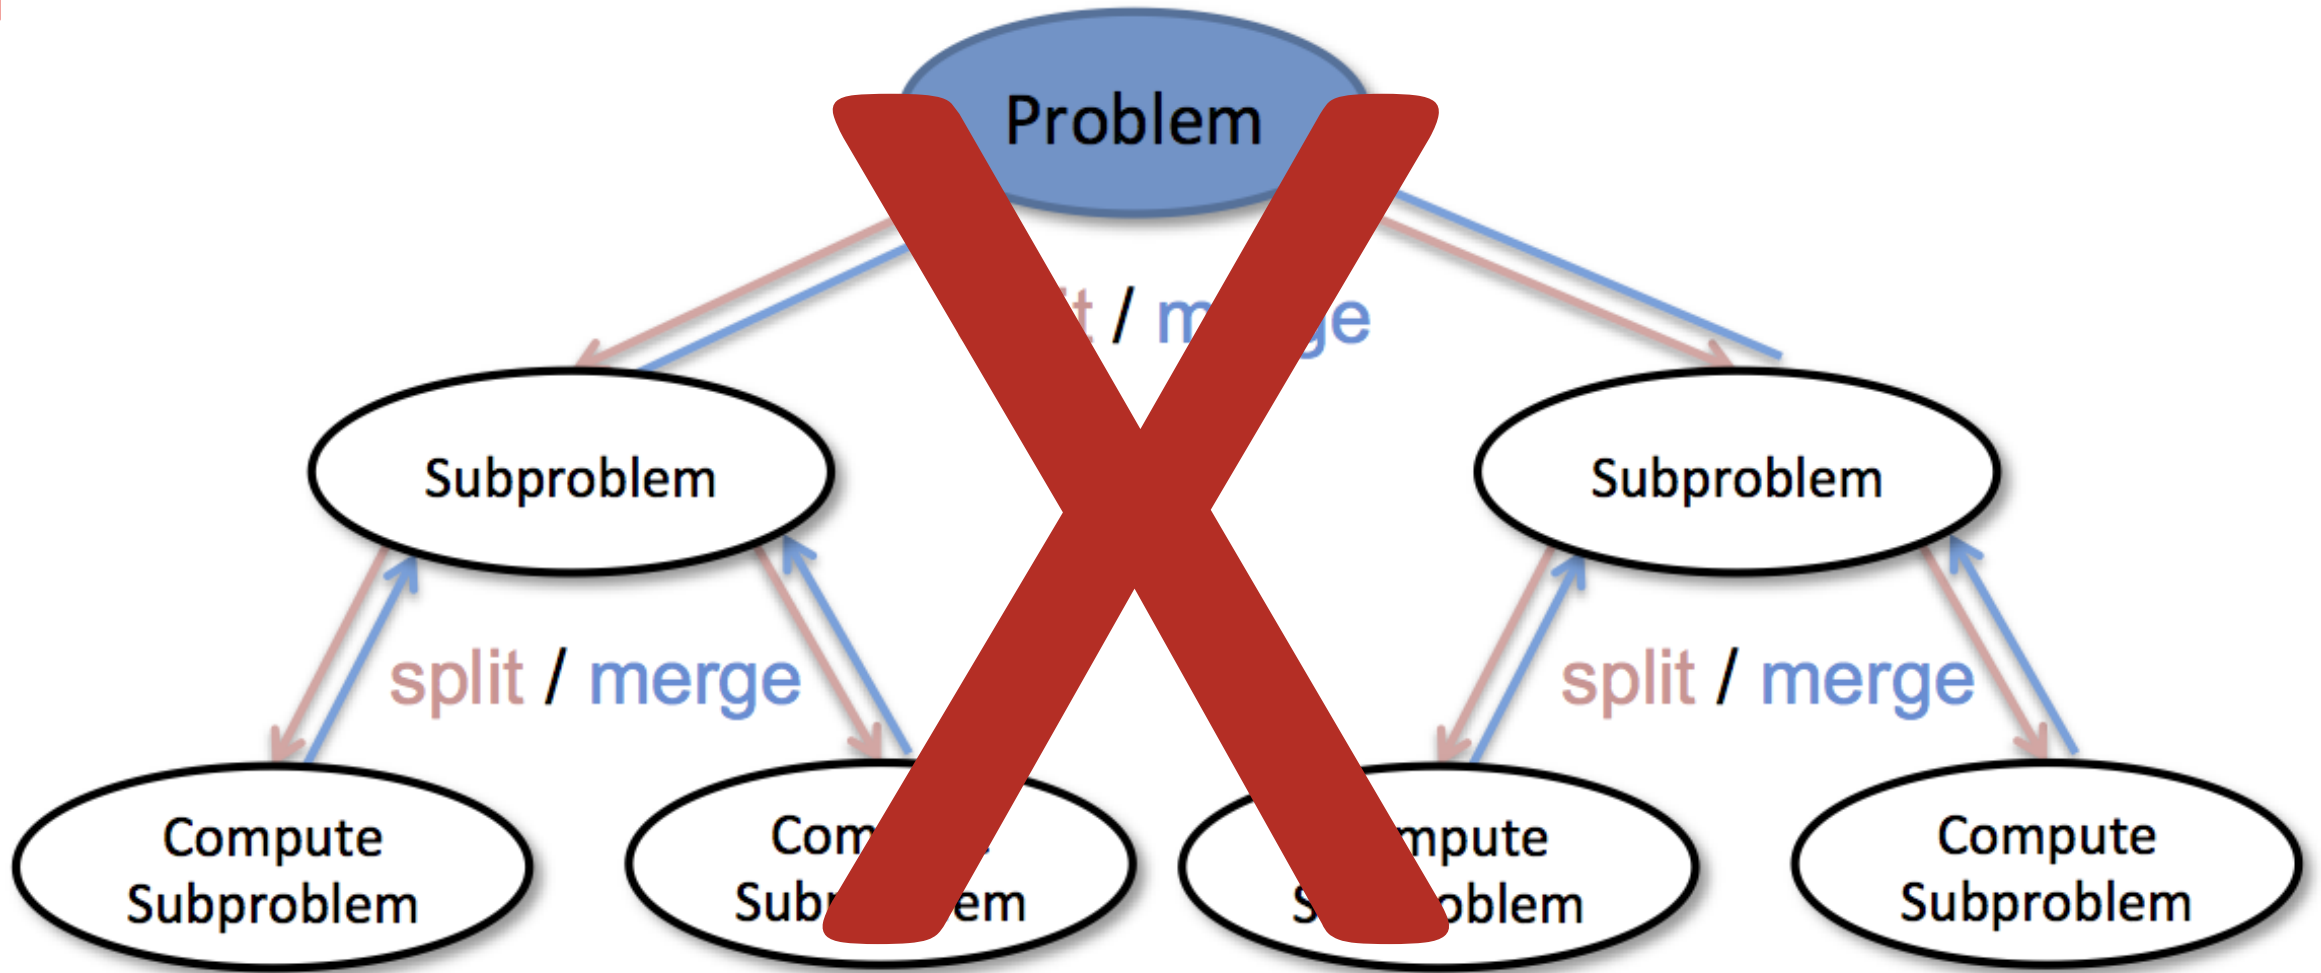 Problem
/
Subproblem
Subproblem
split / merge
split / merge
Compute
Subproblem
Compute
Subproblem